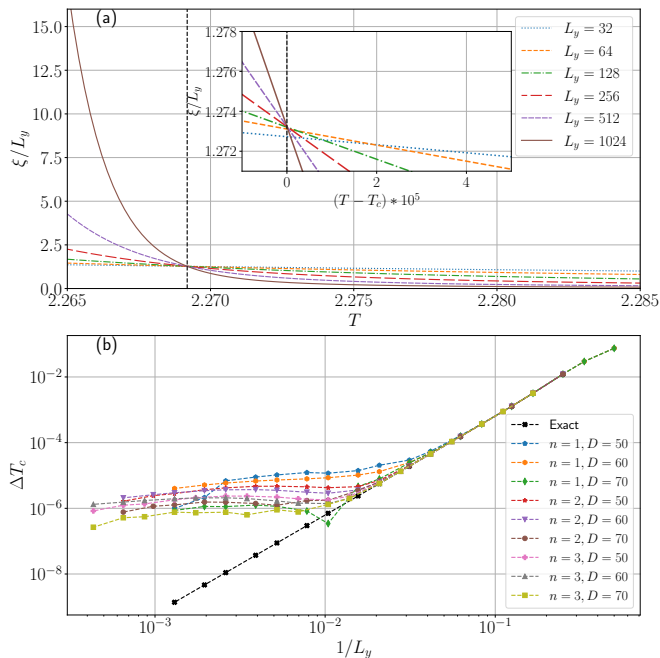 (a)
ξ/L_y
15.0
12.5
10.0
7.5
5.0
2.5
0.0
2.265
2.270
2.275
2.280
2.285
T
ξ/L_y
1.278
1.276
1.274
1.272
0
2
4
(T − T_c) * 10^5
L_y = 32
L_y = 64
L_y = 128
L_y = 256
L_y = 512
L_y = 1024
(b)
ΔT_c
10^−2
10^−4
10^−6
10^−8
10^−3
10^−2
10^−1
1/L_y
Exact
n = 1, D = 50
n = 1, D = 60
n = 1, D = 70
n = 2, D = 50
n = 2, D = 60
n = 2, D = 70
n = 3, D = 50
n = 3, D = 60
n = 3, D = 70